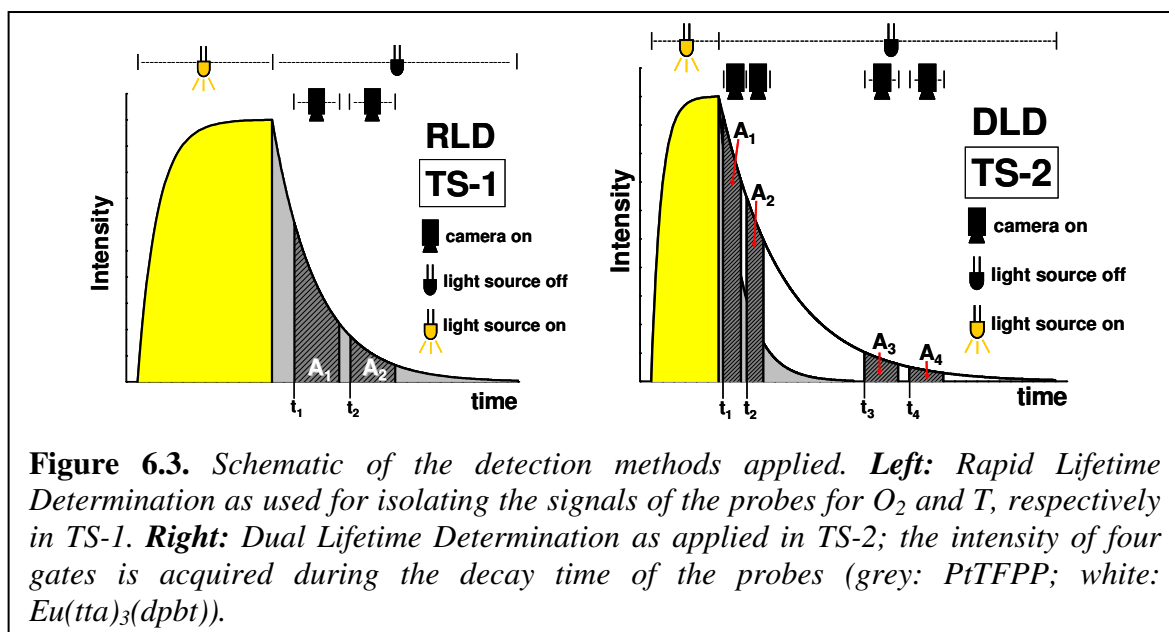 RLD
TS-1
camera on
light source off
light source on
Intensity
A₁ A₂
t₁ t₂
time
DLD
TS-2
camera on
light source off
light source on
Intensity
A₁
A₂
A₃
A₄
t₁ t₂ t₃ t₄
time
Figure 6.3. Schematic of the detection methods applied. Left: Rapid Lifetime
Determination as used for isolating the signals of the probes for O₂ and T, respectively
in TS-1. Right: Dual Lifetime Determination as applied in TS-2; the intensity of four
gates is acquired during the decay time of the probes (grey: PtTFPP; white:
Eu(tta)₃(dpbt)).